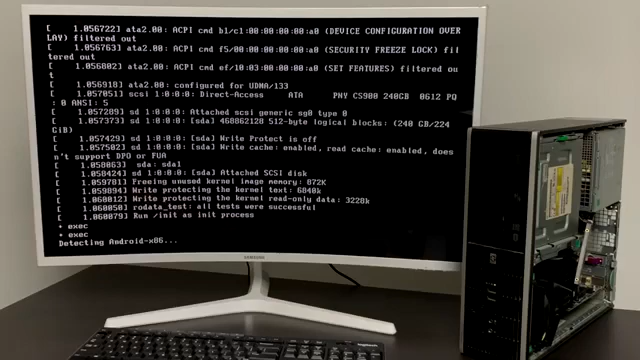 [    1.056722] ata2.00: ACPI cmd b1/c1:00:00:00:00:a0 (DEVICE CONFIGURATION OVER
LAY) filtered out
[    1.056763] ata2.00: ACPI cmd f5/00:00:00:00:00:a0 (SECURITY FREEZE LOCK) fil
tered out
[    1.056802] ata2.00: ACPI cmd ef/10:03:00:00:00:a0 (SET FEATURES) filtered ou
t
[    1.056918] ata2.00: configured for UDMA/133
[    1.057051] scsi 1:0:0:0: Direct-Access     ATA      PNY CS900 240GB  0612 PQ
: 0 ANSI: 5
[    1.057289] sd 1:0:0:0: Attached scsi generic sg0 type 0
[    1.057373] sd 1:0:0:0: [sda] 468862128 512-byte logical blocks: (240 GB/224
GiB)
[    1.057429] sd 1:0:0:0: [sda] Write Protect is off
[    1.057502] sd 1:0:0:0: [sda] Write cache: enabled, read cache: enabled, does
n't support DPO or FUA
[    1.058063]  sda: sda1
[    1.058424] sd 1:0:0:0: [sda] Attached SCSI disk
[    1.059781] Freeing unused kernel image memory: 872K
[    1.059894] Write protecting the kernel text: 6840k
[    1.060012] Write protecting the kernel read-only data: 3228k
[    1.060050] rodata_test: all tests were successful
[    1.060079] Run /init as init process
+ exec
+ exec
Detecting Android-x86...
SAMSUNG
logitech